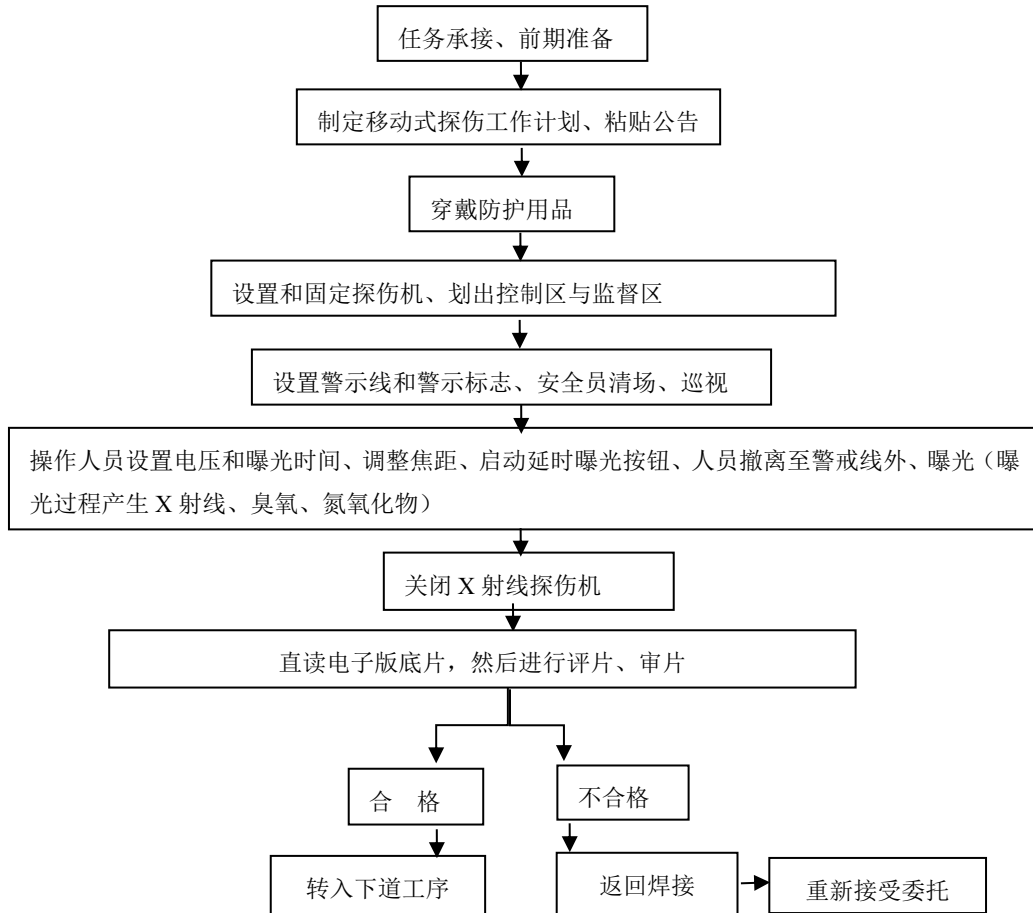 任务承接、前期准备
制定移动式探伤工作计划、粘贴公告
穿戴防护用品
设置和固定探伤机、划出控制区与监督区
设置警示线和警示标志、安全员清场、巡视
操作人员设置电压和曝光时间、调整焦距、启动延时曝光按钮、人员撤离至警戒线外、曝光（曝
光过程产生 X 射线、臭氧、氮氧化物）
关闭 X 射线探伤机
直读电子版底片，然后进行评片、审片
合　格
不合格
转入下道工序
返回焊接
重新接受委托